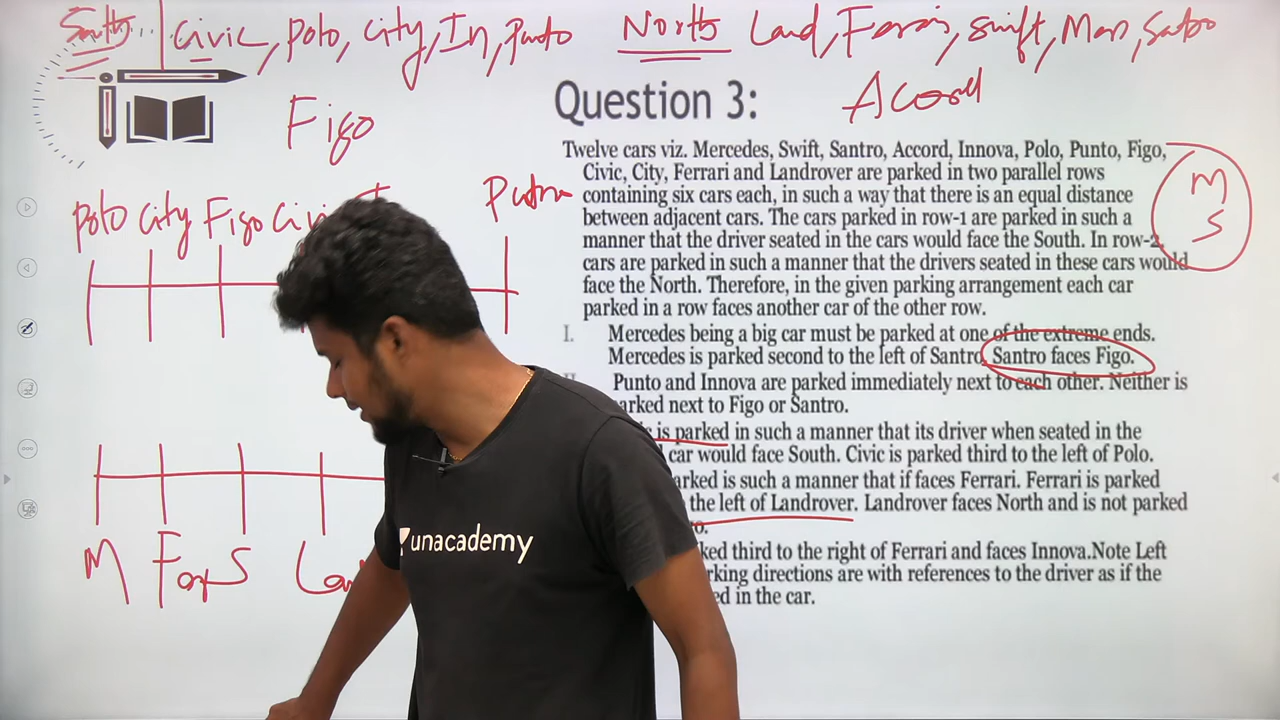 South Civic, Polo, City, In, Punto North Land, Ferrari, Swift, Merc, Santro
Figo
Accord
Question 3:
Twelve cars viz. Mercedes, Swift, Santro, Accord, Innova, Polo, Punto, Figo,
Civic, City, Ferrari and Landrover are parked in two parallel rows
containing six cars each, in such a way that there is an equal distance
between adjacent cars. The cars parked in row-1 are parked in such a
manner that the driver seated in the cars would face the South. In row-2,
cars are parked in such a manner that the drivers seated in these cars would
face the North. Therefore, in the given parking arrangement each car
parked in a row faces another car of the other row.
I. Mercedes being a big car must be parked at one of the extreme ends.
Mercedes is parked second to the left of Santro. Santro faces Figo.
Punto and Innova are parked immediately next to each other. Neither is
arked next to Figo or Santro.
is parked in such a manner that its driver when seated in the
car would face South. Civic is parked third to the left of Polo.
arked is such a manner that if faces Ferrari. Ferrari is parked
the left of Landrover. Landrover faces North and is not parked
ked third to the right of Ferrari and faces Innova.Note Left
rking directions are with references to the driver as if the
ed in the car.
M
S
Polo City Figo Civi
Punto
M Ferr S Lan
unacademy